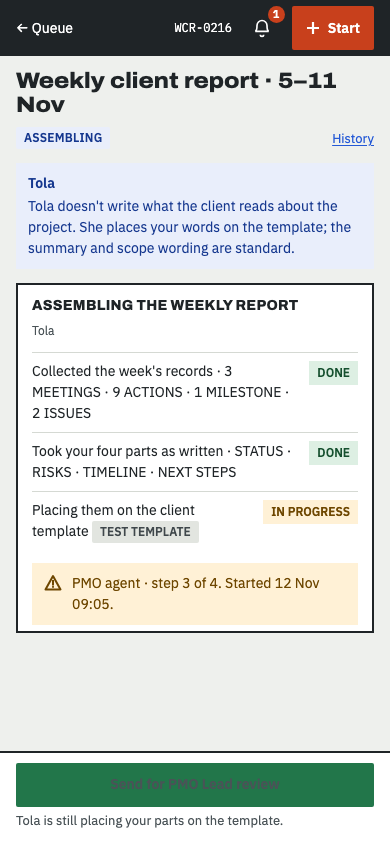 ← Queue
WCR-0216
1
+ Start
Weekly client report · 5–11
Nov
ASSEMBLING
History
Tola
Tola doesn't write what the client reads about the
project. She places your words on the template; the
summary and scope wording are standard.
ASSEMBLING THE WEEKLY REPORT
Tola
Collected the week's records · 3
MEETINGS · 9 ACTIONS · 1 MILESTONE ·
2 ISSUES
DONE
Took your four parts as written · STATUS ·
RISKS · TIMELINE · NEXT STEPS
DONE
Placing them on the client
template TEST TEMPLATE
IN PROGRESS
PMO agent · step 3 of 4. Started 12 Nov
09:05.
Send for PMG Lead review
Tola is still placing your parts on the template.